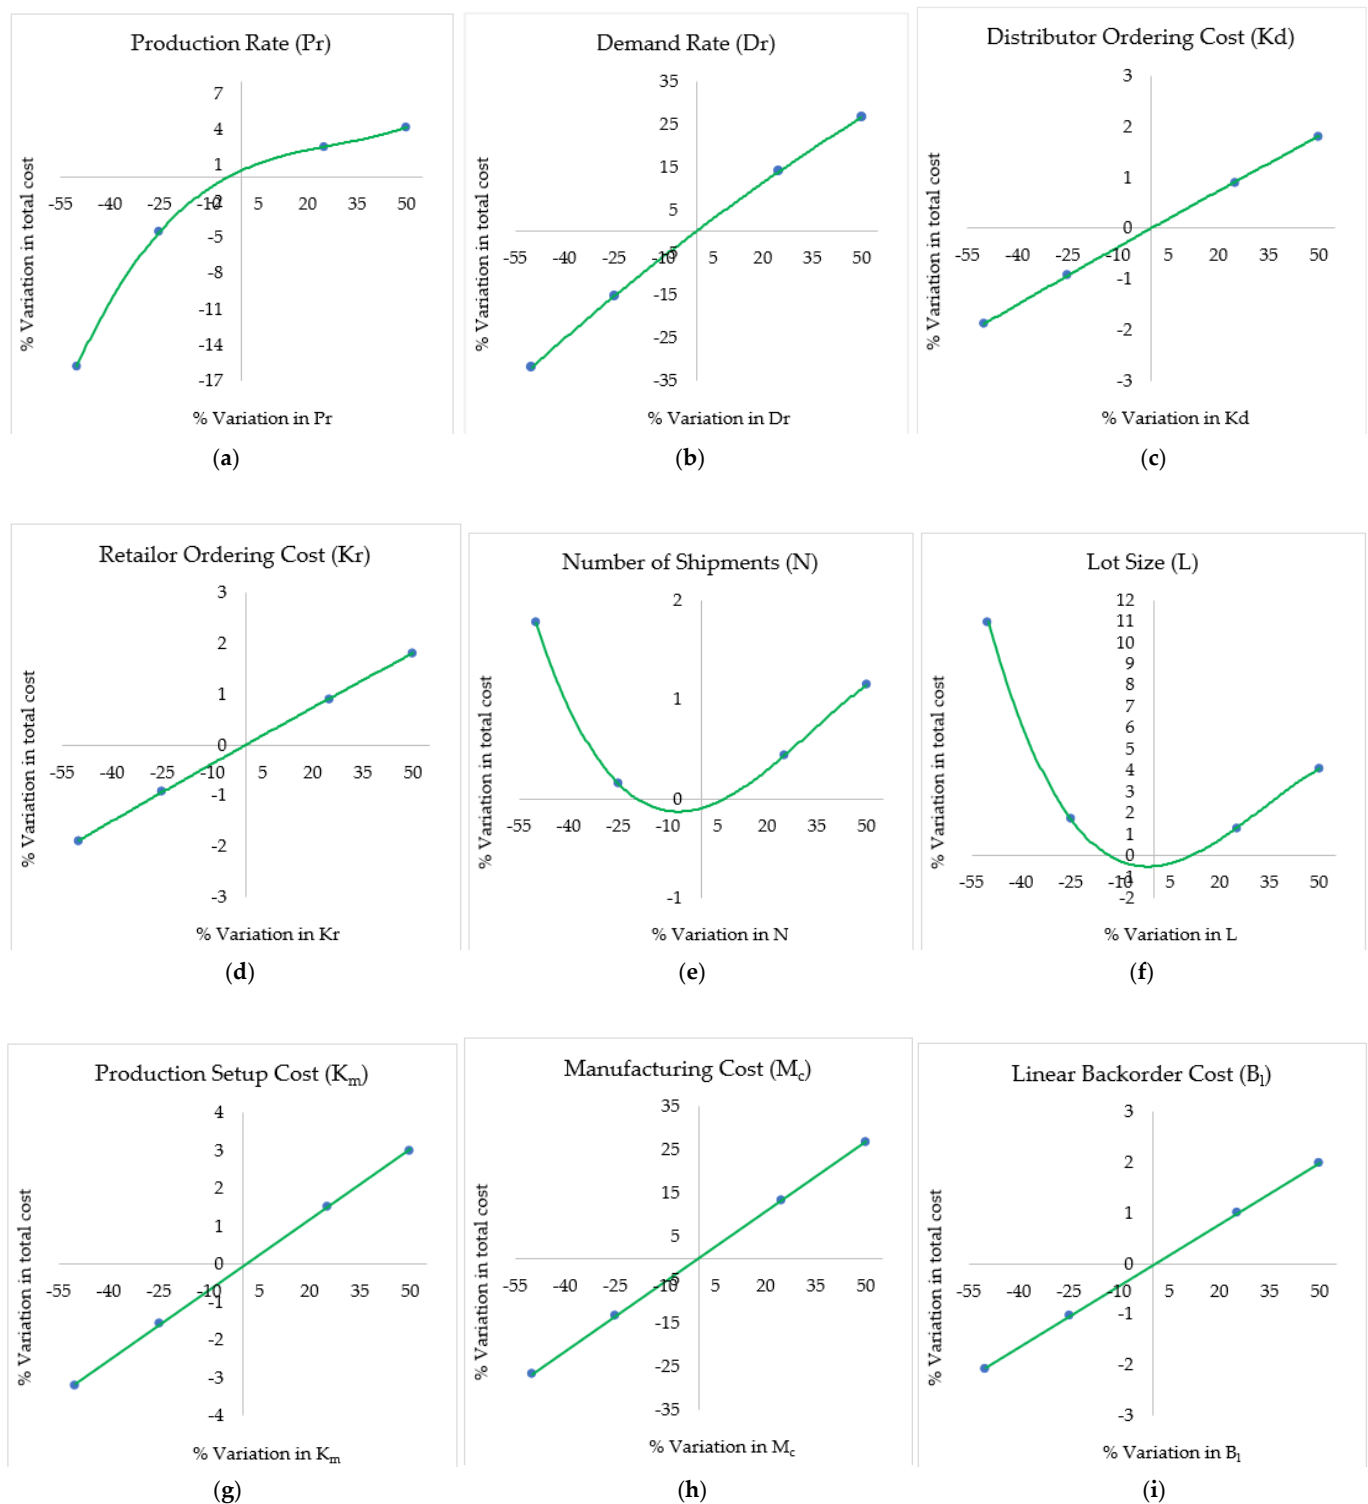 Production Rate (Pr)
7
4
1
-2
-5
-8
-11
-14
-17
-55 -40 -25 -10 5 20 35 50
% Variation in total cost
% Variation in Pr
(a)
Demand Rate (Dr)
35
25
15
5
-5
-15
-25
-35
-55 -40 -25 -10 5 20 35 50
% Variation in total cost
% Variation in Dr
(b)
Distributor Ordering Cost (Kd)
3
2
1
0
-1
-2
-3
-55 -40 -25 -10 5 20 35 50
% Variation in total cost
% Variation in Kd
(c)
Retailor Ordering Cost (Kr)
3
2
1
0
-1
-2
-3
-55 -40 -25 -10 5 20 35 50
% Variation in total cost
% Variation in Kr
(d)
Number of Shipments (N)
2
1
0
-1
-55 -40 -25 -10 5 20 35 50
% Variation in total cost
% Variation in N
(e)
Lot Size (L)
12
11
10
9
8
7
6
5
4
3
2
1
0
-1
-2
-55 -40 -25 -10 5 20 35 50
% Variation in total cost
% Variation in L
(f)
Production Setup Cost (Km)
4
3
2
1
0
-1
-2
-3
-4
-55 -40 -25 -10 5 20 35 50
% Variation in total cost
% Variation in Km
(g)
Manufacturing Cost (Mc)
35
25
15
5
-5
-15
-25
-35
-55 -40 -25 -10 5 20 35 50
% Variation in total cost
% Variation in Mc
(h)
Linear Backorder Cost (Bl)
3
2
1
0
-1
-2
-3
-55 -40 -25 -10 5 20 35 50
% Variation in total cost
% Variation in Bl
(i)